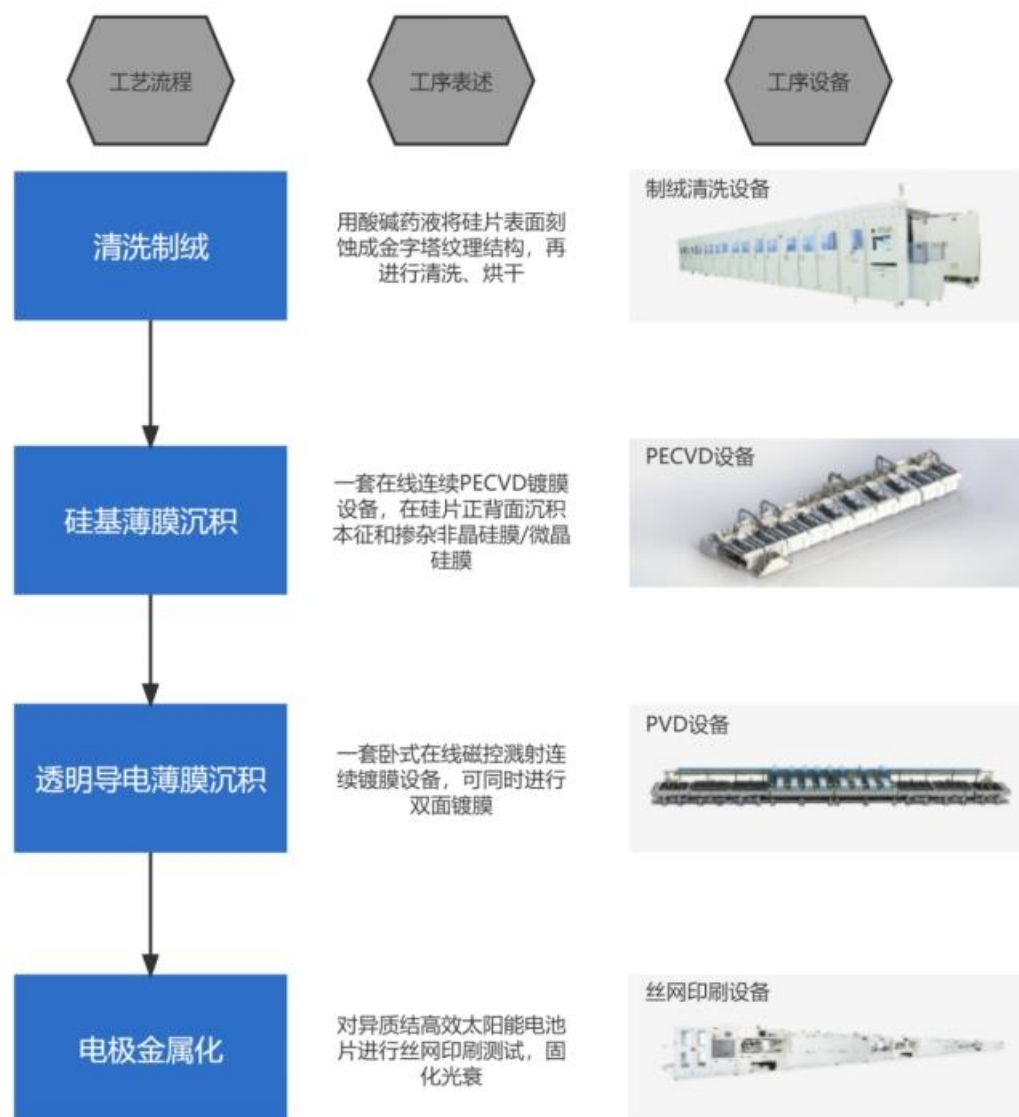 工艺流程
工序表述
工序设备
清洗制绒
用酸碱药液将硅片表面刻
蚀成金字塔纹理结构，再
进行清洗、烘干
制绒清洗设备
硅基薄膜沉积
一套在线连续PECVD镀膜
设备，在硅片正背面沉积
本征和掺杂非晶硅膜/微晶
硅膜
PECVD设备
透明导电薄膜沉积
一套卧式在线磁控溅射连
续镀膜设备，可同时进行
双面镀膜
PVD设备
电极金属化
对异质结高效太阳能电池
片进行丝网印刷测试，固
化光衰
丝网印刷设备